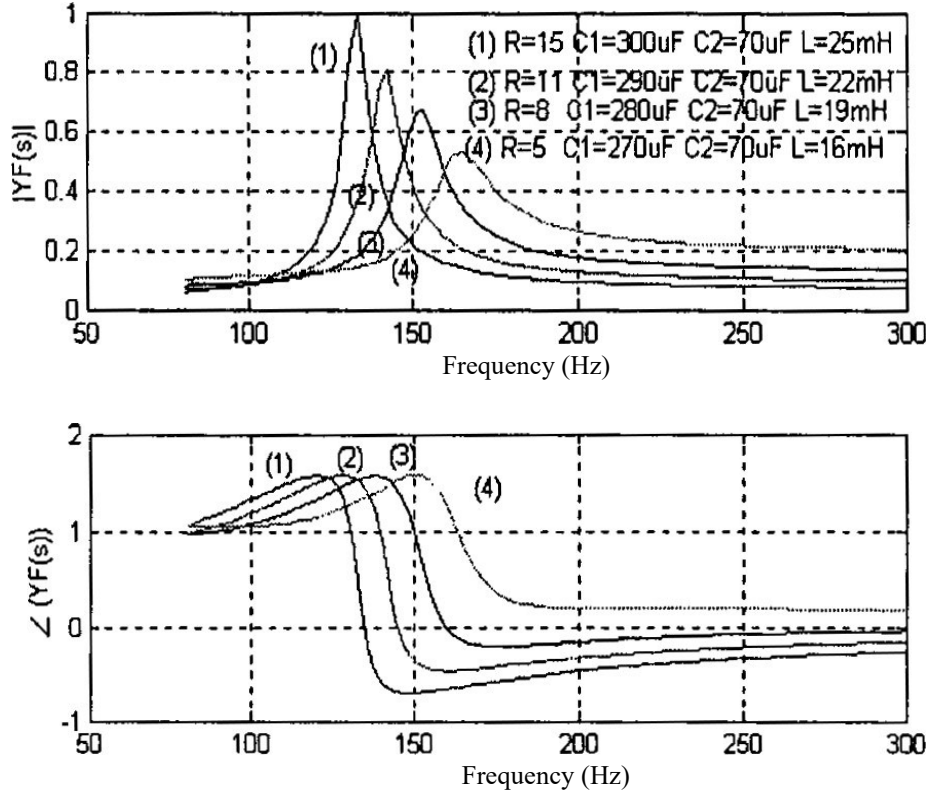 1
0.8
0.6
0.4
0.2
0
|YF(s)|
(1)
(2)
(3)
(4)
(1) R=15 C1=300uF C2=70uF L=25mH
(2) R=11 C1=290uF C2=70uF L=22mH
(3) R=8 C1=280uF C2=70uF L=19mH
(4) R=5 C1=270uF C2=70uF L=16mH
50 100 150 200 250 300
Frequency (Hz)
2
1
0
-1
∠ (YF(s))
(1) (2) (3) (4)
50 100 150 200 250 300
Frequency (Hz)